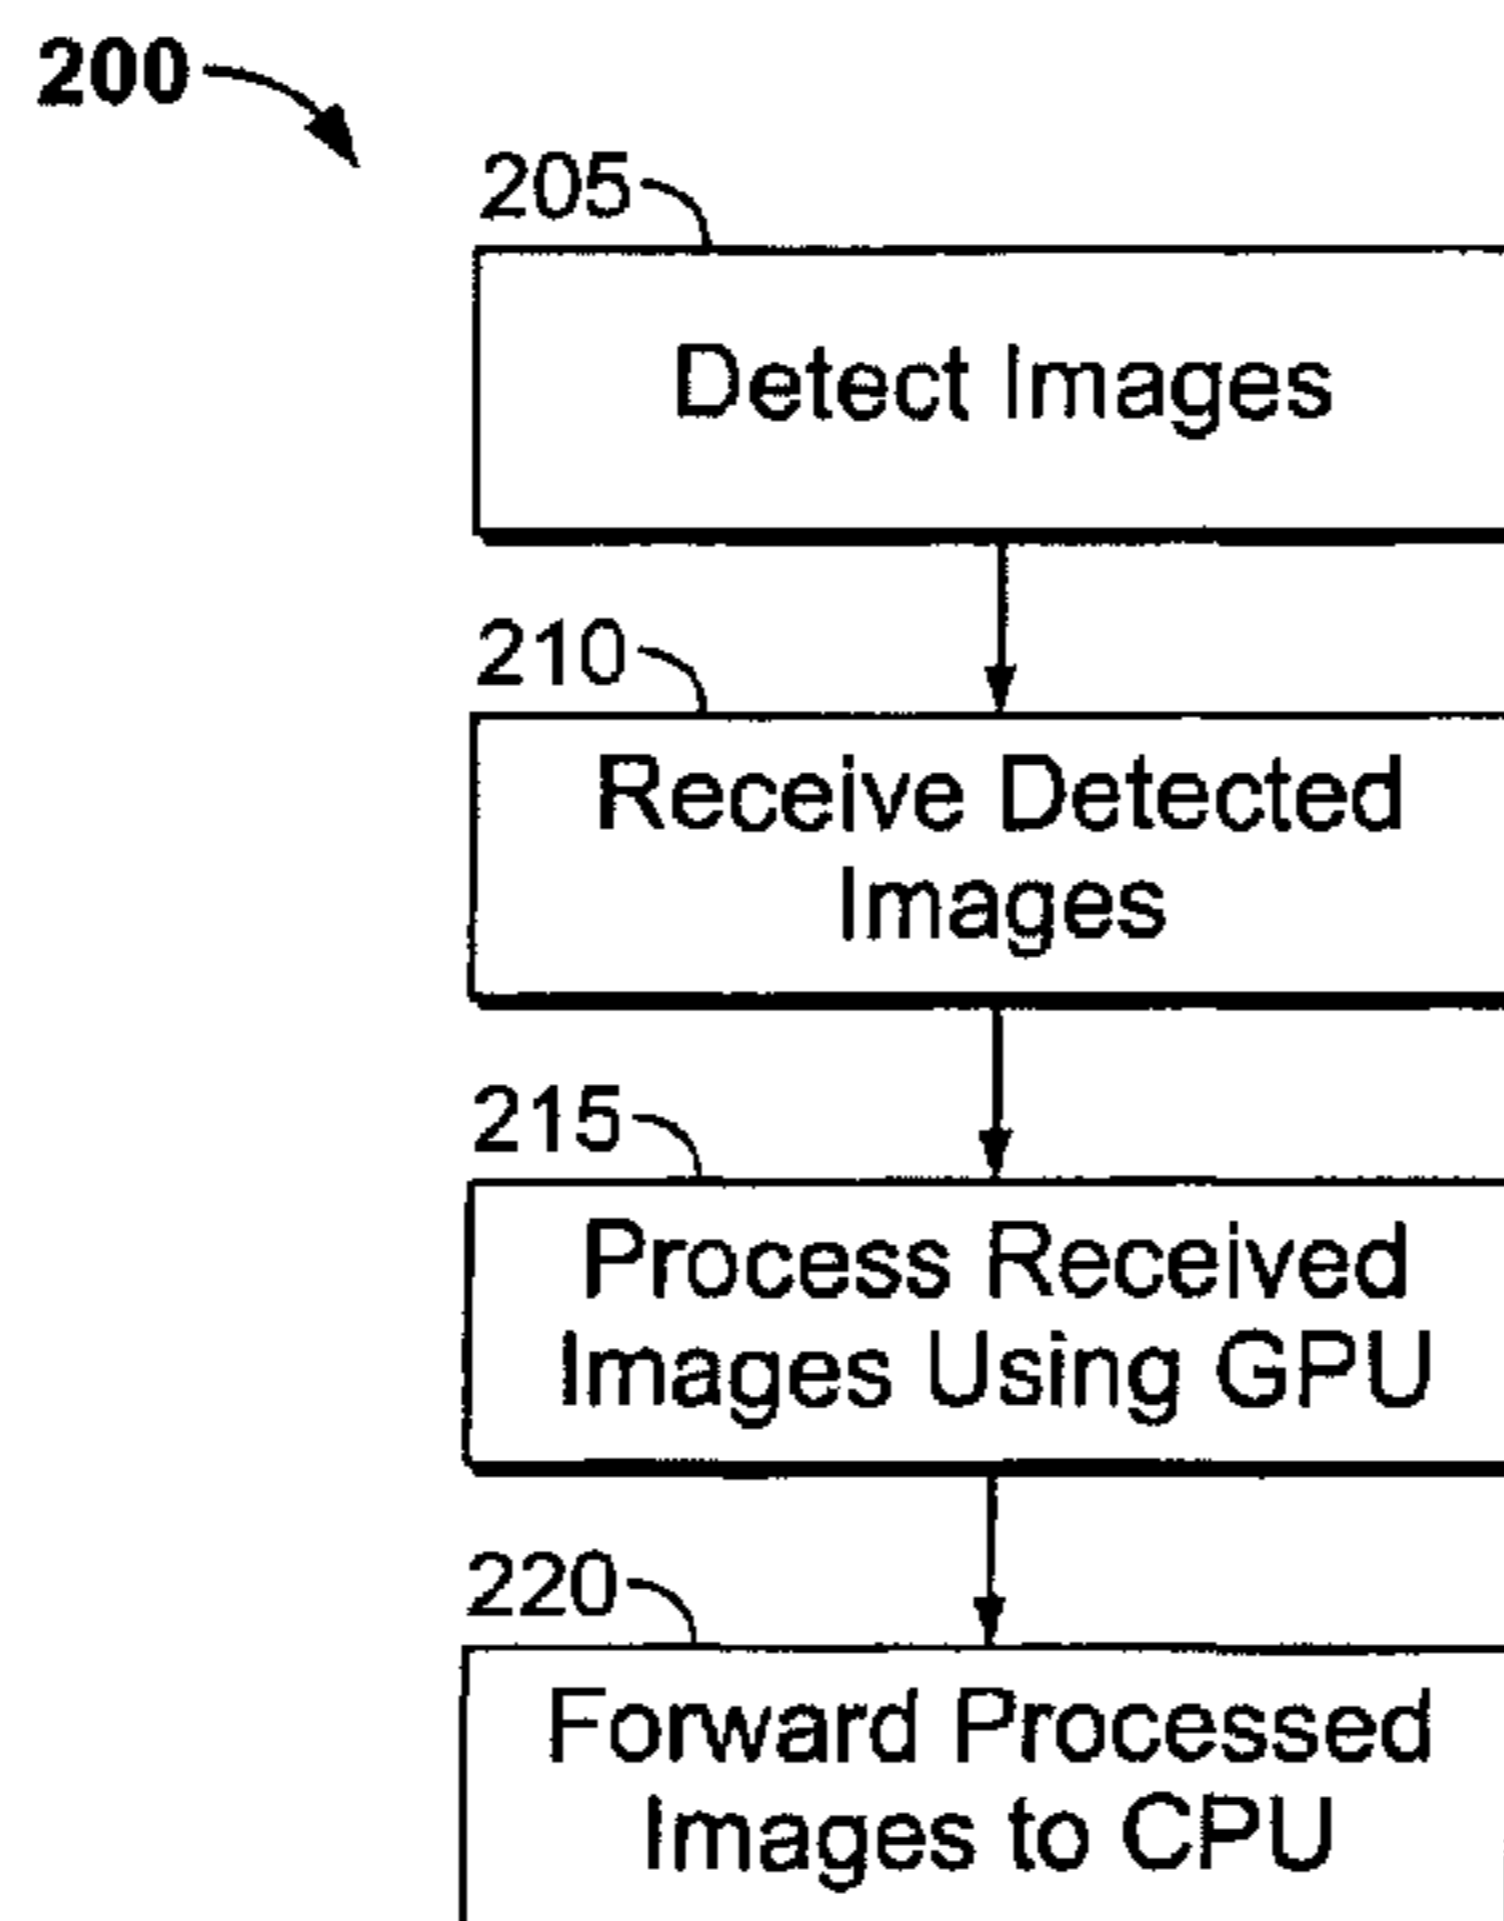 200
205
Detect Images
210
Receive Detected
Images
215
Process Received
Images Using GPU
220
Forward Processed
Images to CPU